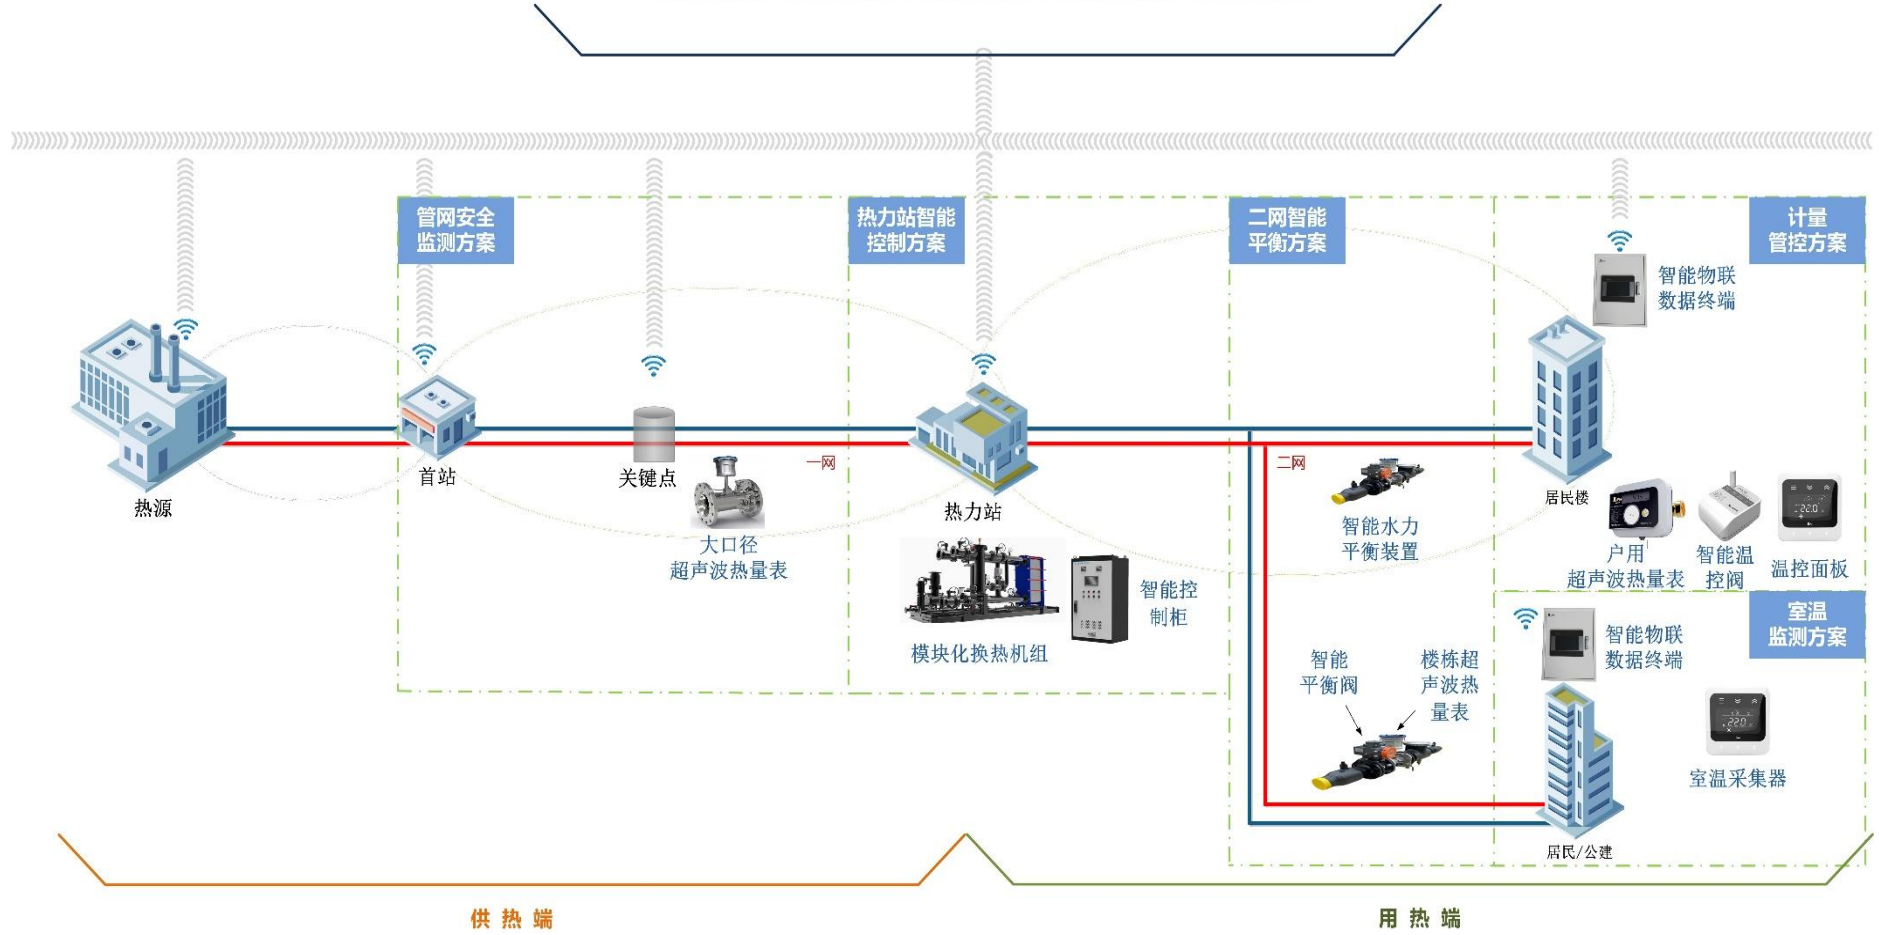 管网安全
监测方案
热力站智能
控制方案
二网智能
平衡方案
计量
管控方案
智能物联
数据终端
热源
首站
关键点
一网
大口径
超声波热量表
热力站
模块化换热机组
智能控
制柜
二网
智能水力
平衡装置
居民楼
户用
超声波热量表
智能温
控阀
温控面板
室温
监测方案
智能物联
数据终端
智能
平衡阀
楼栋超
声波热
量表
室温采集器
居民/公建
供热端
用热端